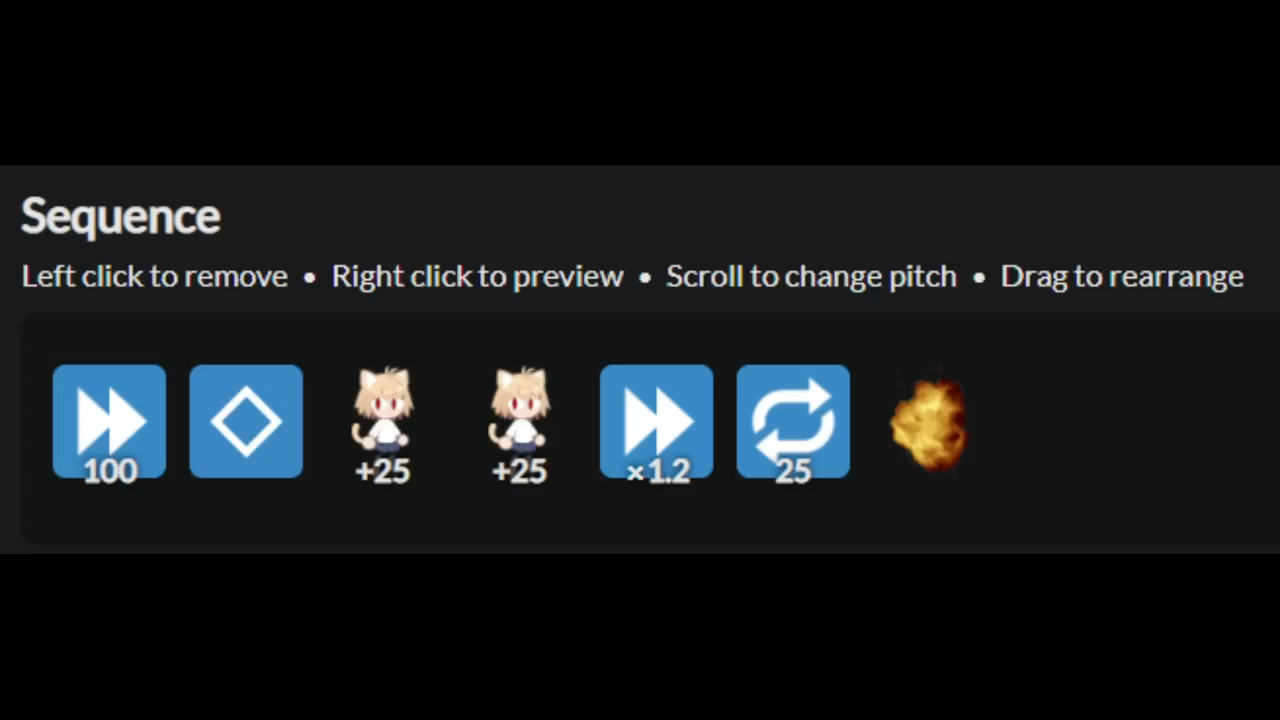 Sequence
Left click to remove • Right click to preview • Scroll to change pitch • Drag to rearrange
100 +25 +25 ×1.2 25